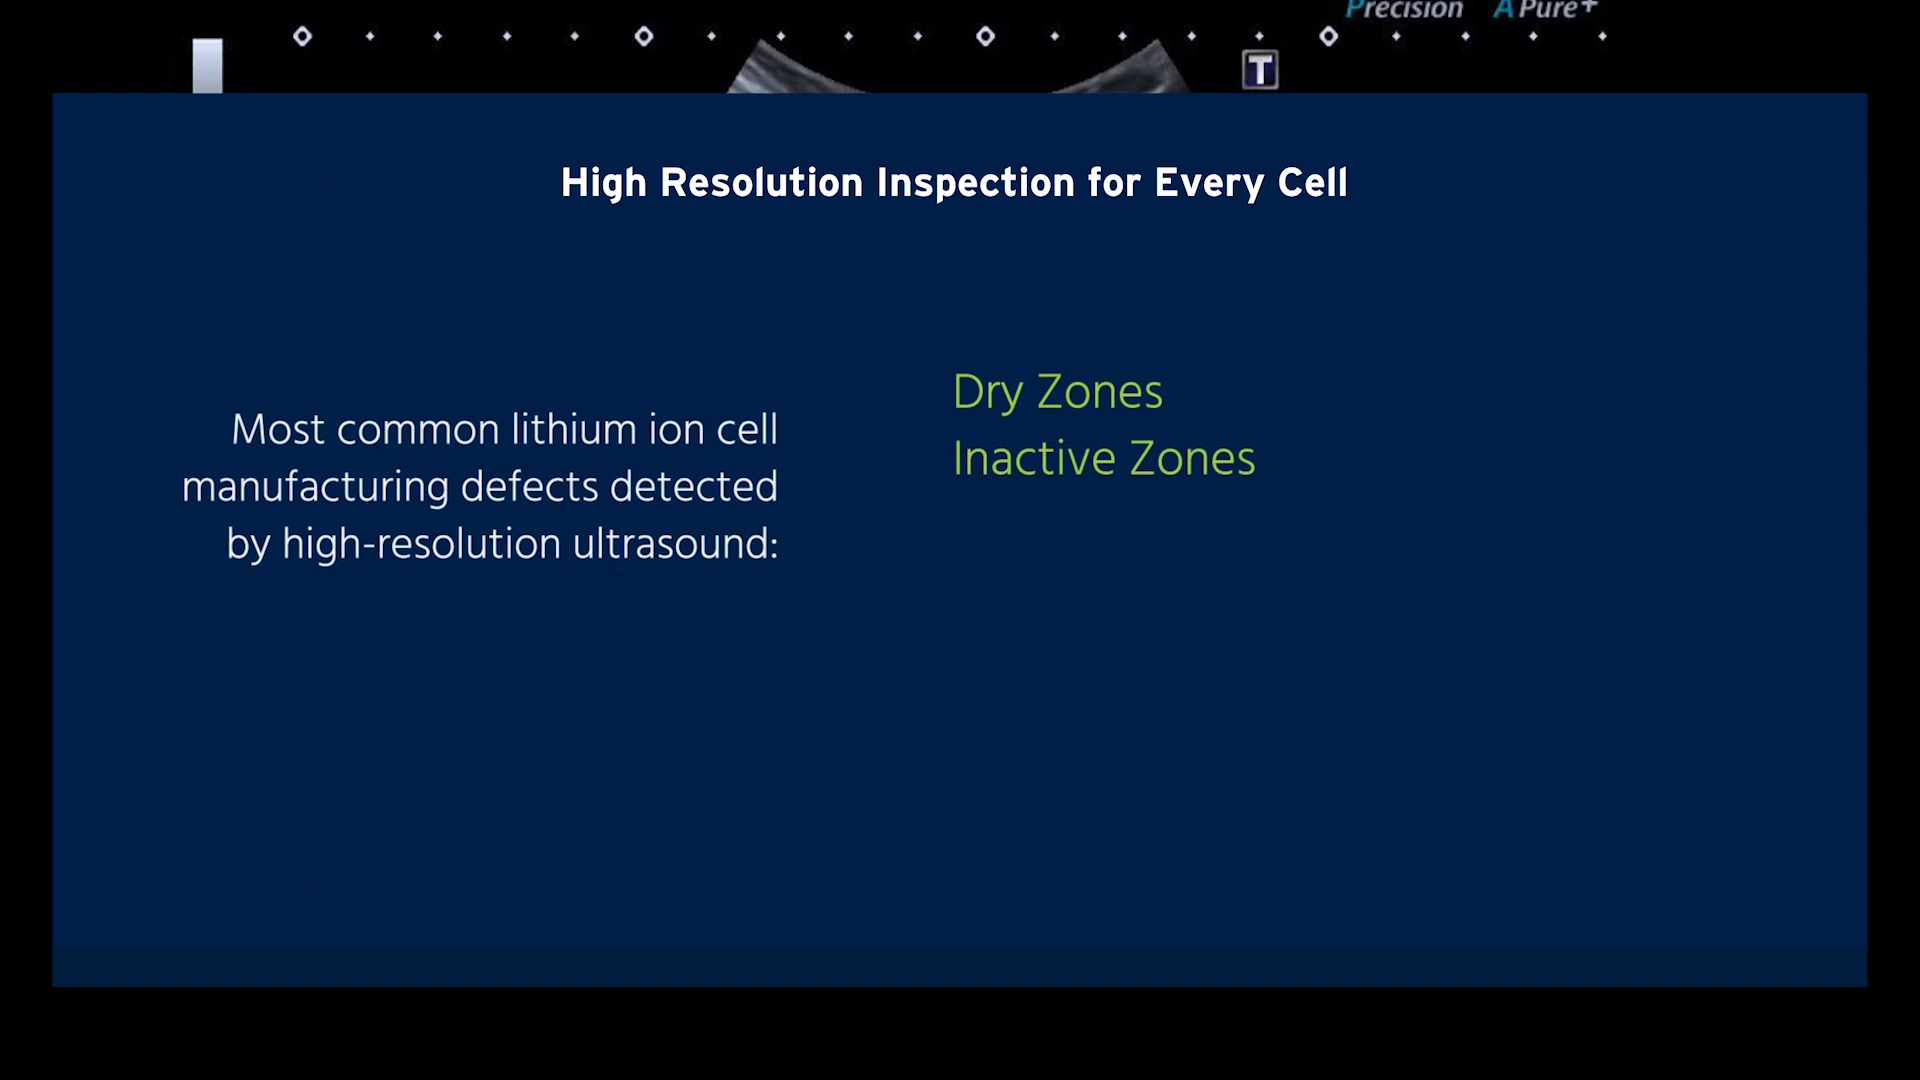 Precision A Pure+
T
High Resolution Inspection for Every Cell
Most common lithium ion cell
manufacturing defects detected
by high-resolution ultrasound:
Dry Zones
Inactive Zones